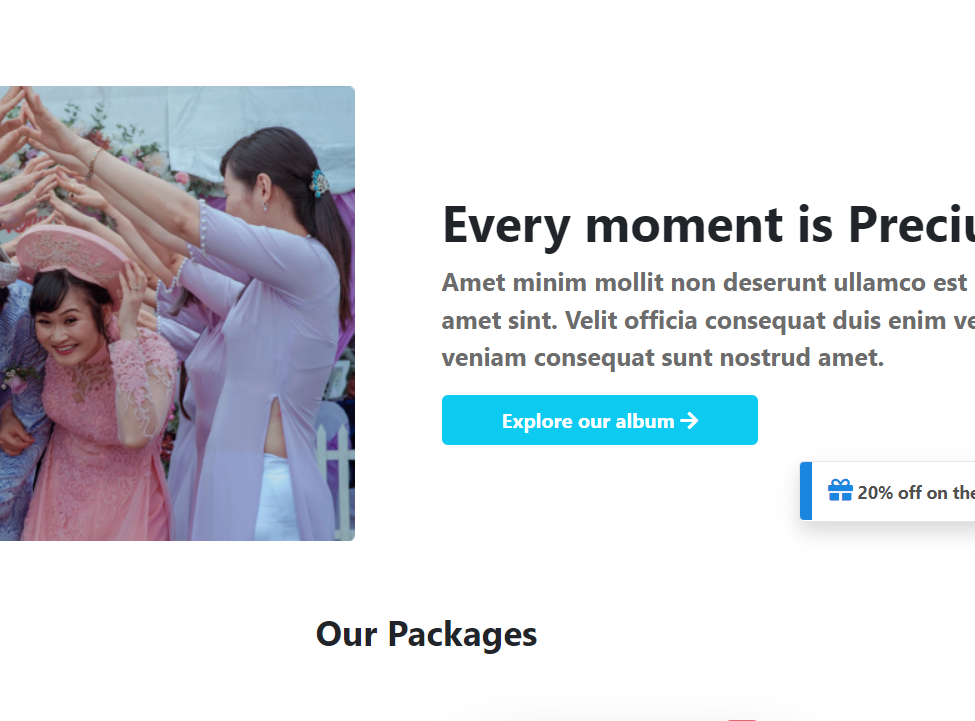 Every moment is Preciu
Amet minim mollit non deserunt ullamco est
amet sint. Velit officia consequat duis enim ve
veniam consequat sunt nostrud amet.
Explore our album
20% off on the
Our Packages